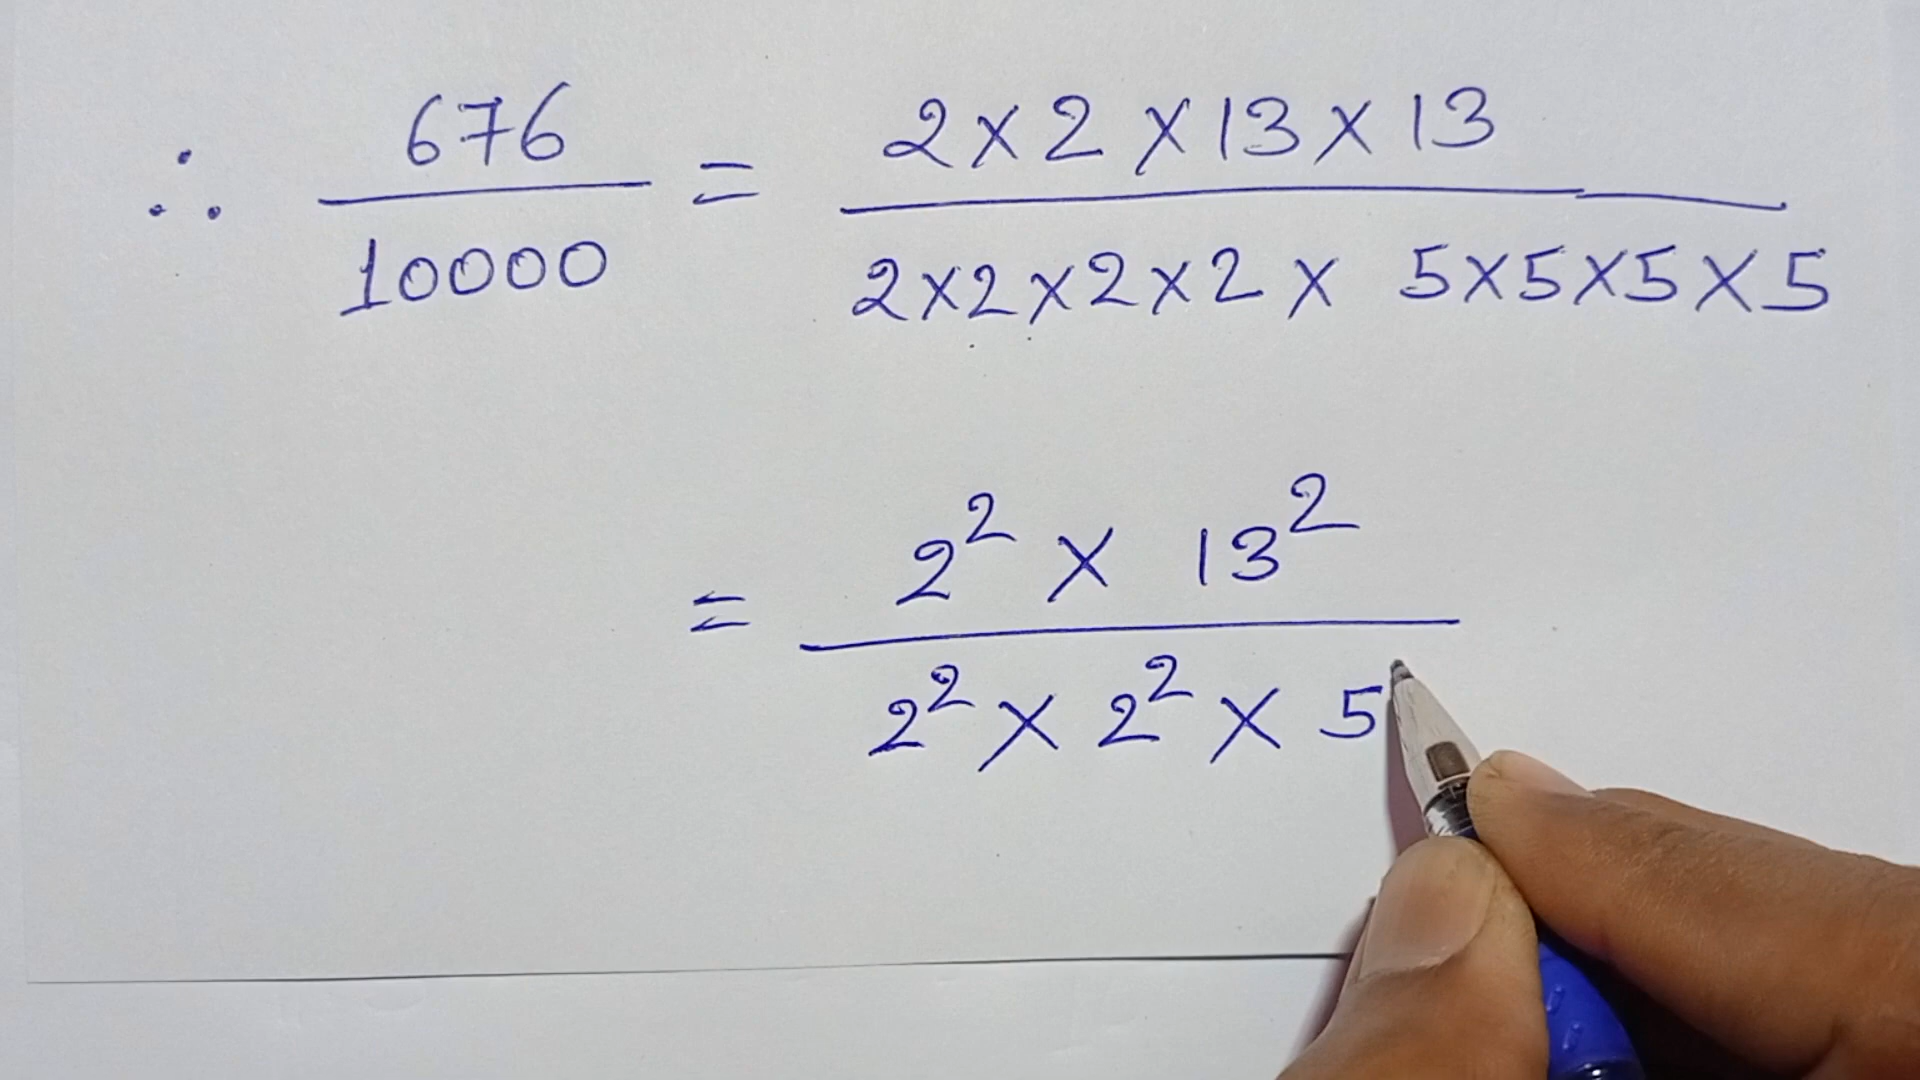 ∴ 676/10000 = 2×2×13×13/2×2×2×2×5×5×5×5
= 2² × 13²/2² × 2² × 5